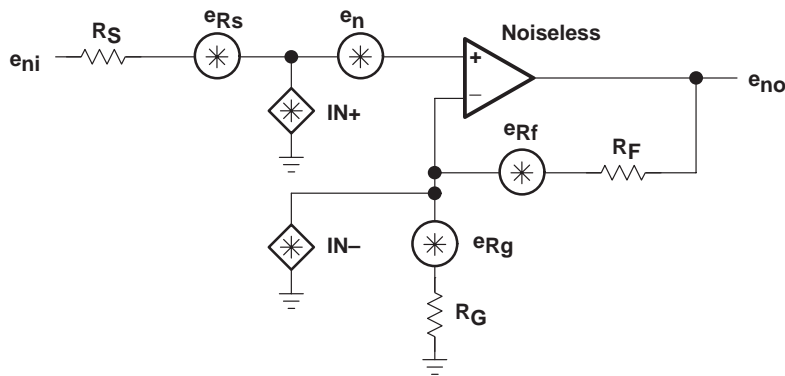 eRs
en
Noiseless
RS
eni
+
−
eno
IN+
eRf
RF
IN−
eRg
RG